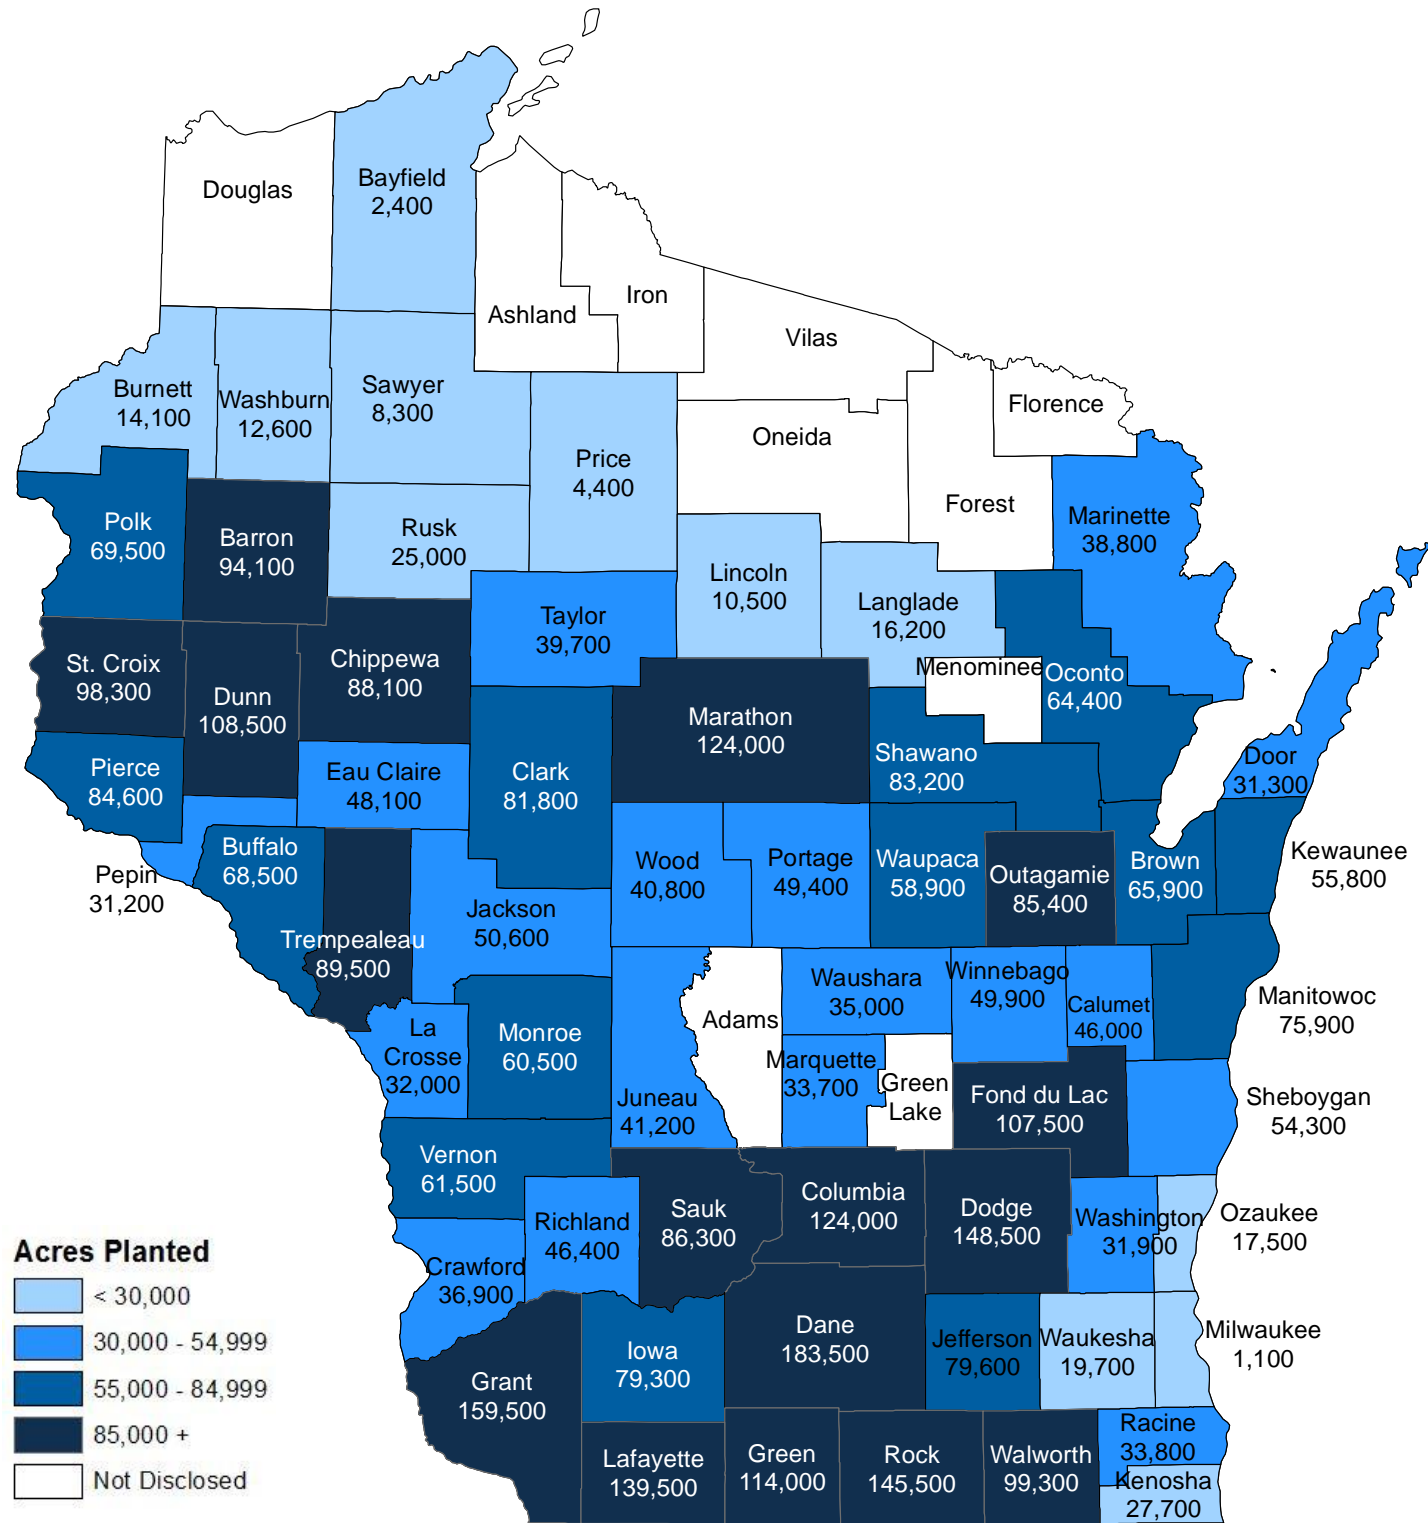 Douglas
Bayfield
2,400
Ashland
Iron
Vilas
Burnett
14,100
Washburn
12,600
Sawyer
8,300
Price
4,400
Oneida
Florence
Forest
Marinette
38,800
Polk
69,500
Barron
94,100
Rusk
25,000
Lincoln
10,500
Langlade
16,200
Taylor
39,700
St. Croix
98,300
Dunn
108,500
Chippewa
88,100
Menominee
Oconto
64,400
Marathon
124,000
Shawano
83,200
Door
31,300
Pierce
84,600
Eau Claire
48,100
Clark
81,800
Pepin
31,200
Buffalo
68,500
Wood
40,800
Portage
49,400
Waupaca
58,900
Outagamie
85,400
Brown
65,900
Kewaunee
55,800
Trempealeau
89,500
Jackson
50,600
Waushara
35,000
Winnebago
49,900
Calumet
46,000
Manitowoc
75,900
La
Crosse
32,000
Monroe
60,500
Adams
Juneau
41,200
Marquette
33,700
Green
Lake
Fond du Lac
107,500
Sheboygan
54,300
Vernon
61,500
Richland
46,400
Sauk
86,300
Columbia
124,000
Dodge
148,500
Washington
31,900
Ozaukee
17,500
Crawford
36,900
Grant
159,500
Iowa
79,300
Dane
183,500
Jefferson
79,600
Waukesha
19,700
Milwaukee
1,100
Lafayette
139,500
Green
114,000
Rock
145,500
Walworth
99,300
Racine
33,800
Kenosha
27,700
Acres Planted
< 30,000
30,000 - 54,999
55,000 - 84,999
85,000 +
Not Disclosed